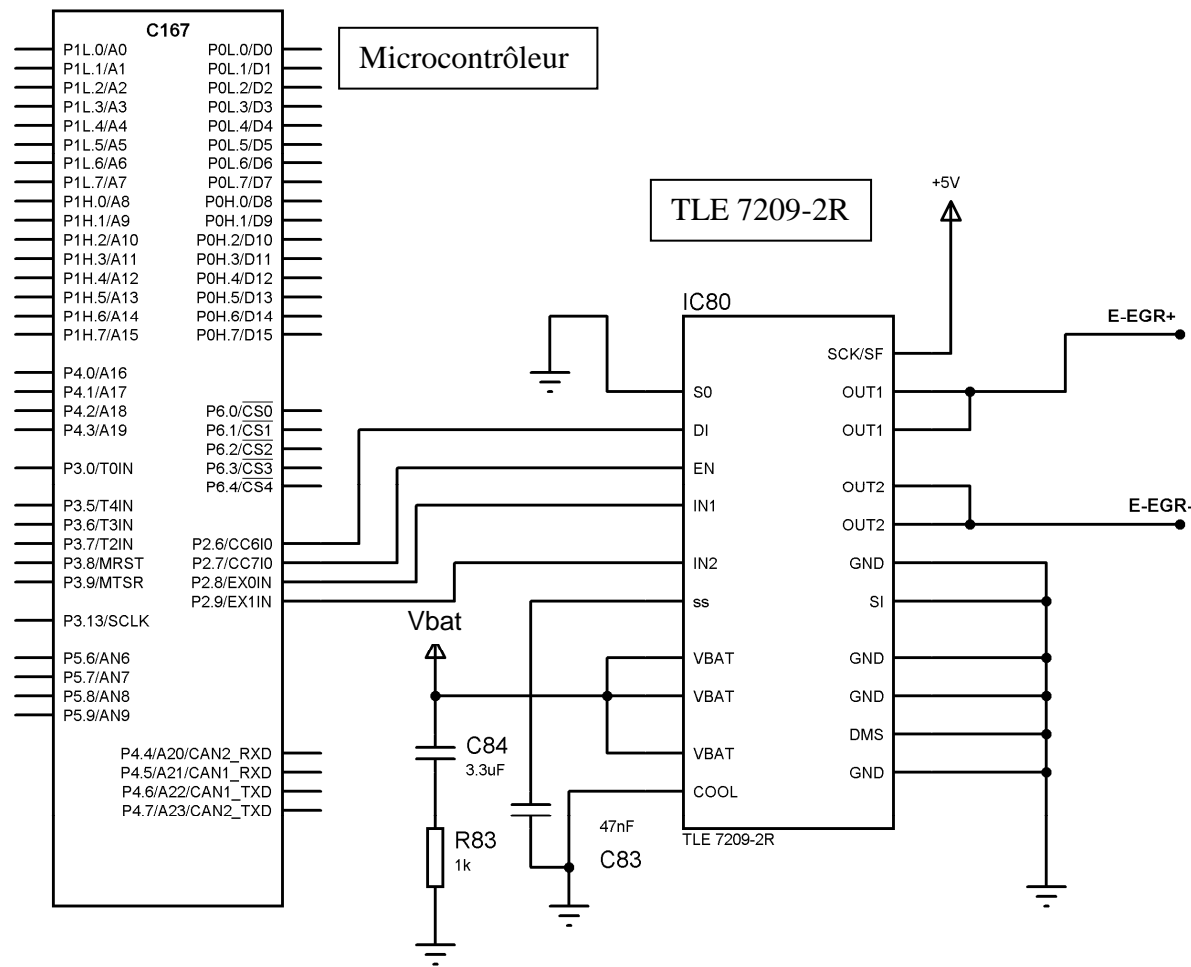 C167
Microcontrôleur
P1L.0/A0
P1L.1/A1
P1L.2/A2
P1L.3/A3
P1L.4/A4
P1L.5/A5
P1L.6/A6
P1L.7/A7
P1H.0/A8
P1H.1/A9
P1H.2/A10
P1H.3/A11
P1H.4/A12
P1H.5/A13
P1H.6/A14
P1H.7/A15
P4.0/A16
P4.1/A17
P4.2/A18
P4.3/A19
P3.0/T0IN
P3.5/T4IN
P3.6/T3IN
P3.7/T2IN
P3.8/MRST
P3.9/MTSR
P3.13/SCLK
P5.6/AN6
P5.7/AN7
P5.8/AN8
P5.9/AN9
P0L.0/D0
P0L.1/D1
P0L.2/D2
P0L.3/D3
P0L.4/D4
P0L.5/D5
P0L.6/D6
P0L.7/D7
P0H.0/D8
P0H.1/D9
P0H.2/D10
P0H.3/D11
P0H.4/D12
P0H.5/D13
P0H.6/D14
P0H.7/D15
P6.0/CS0
P6.1/CS1
P6.2/CS2
P6.3/CS3
P6.4/CS4
P2.6/CC6I0
P2.7/CC7I0
P2.8/EX0IN
P2.9/EX1IN
P4.4/A20/CAN2_RXD
P4.5/A21/CAN1_RXD
P4.6/A22/CAN1_TXD
P4.7/A23/CAN2_TXD
Vbat
C84
3.3uF
R83
1k
47nF
C83
TLE 7209-2R
+5V
IC80
S0
DI
EN
IN1
IN2
ss
VBAT
VBAT
VBAT
COOL
SCK/SF
OUT1
OUT1
OUT2
OUT2
GND
SI
GND
GND
DMS
GND
TLE 7209-2R
E-EGR+
E-EGR-